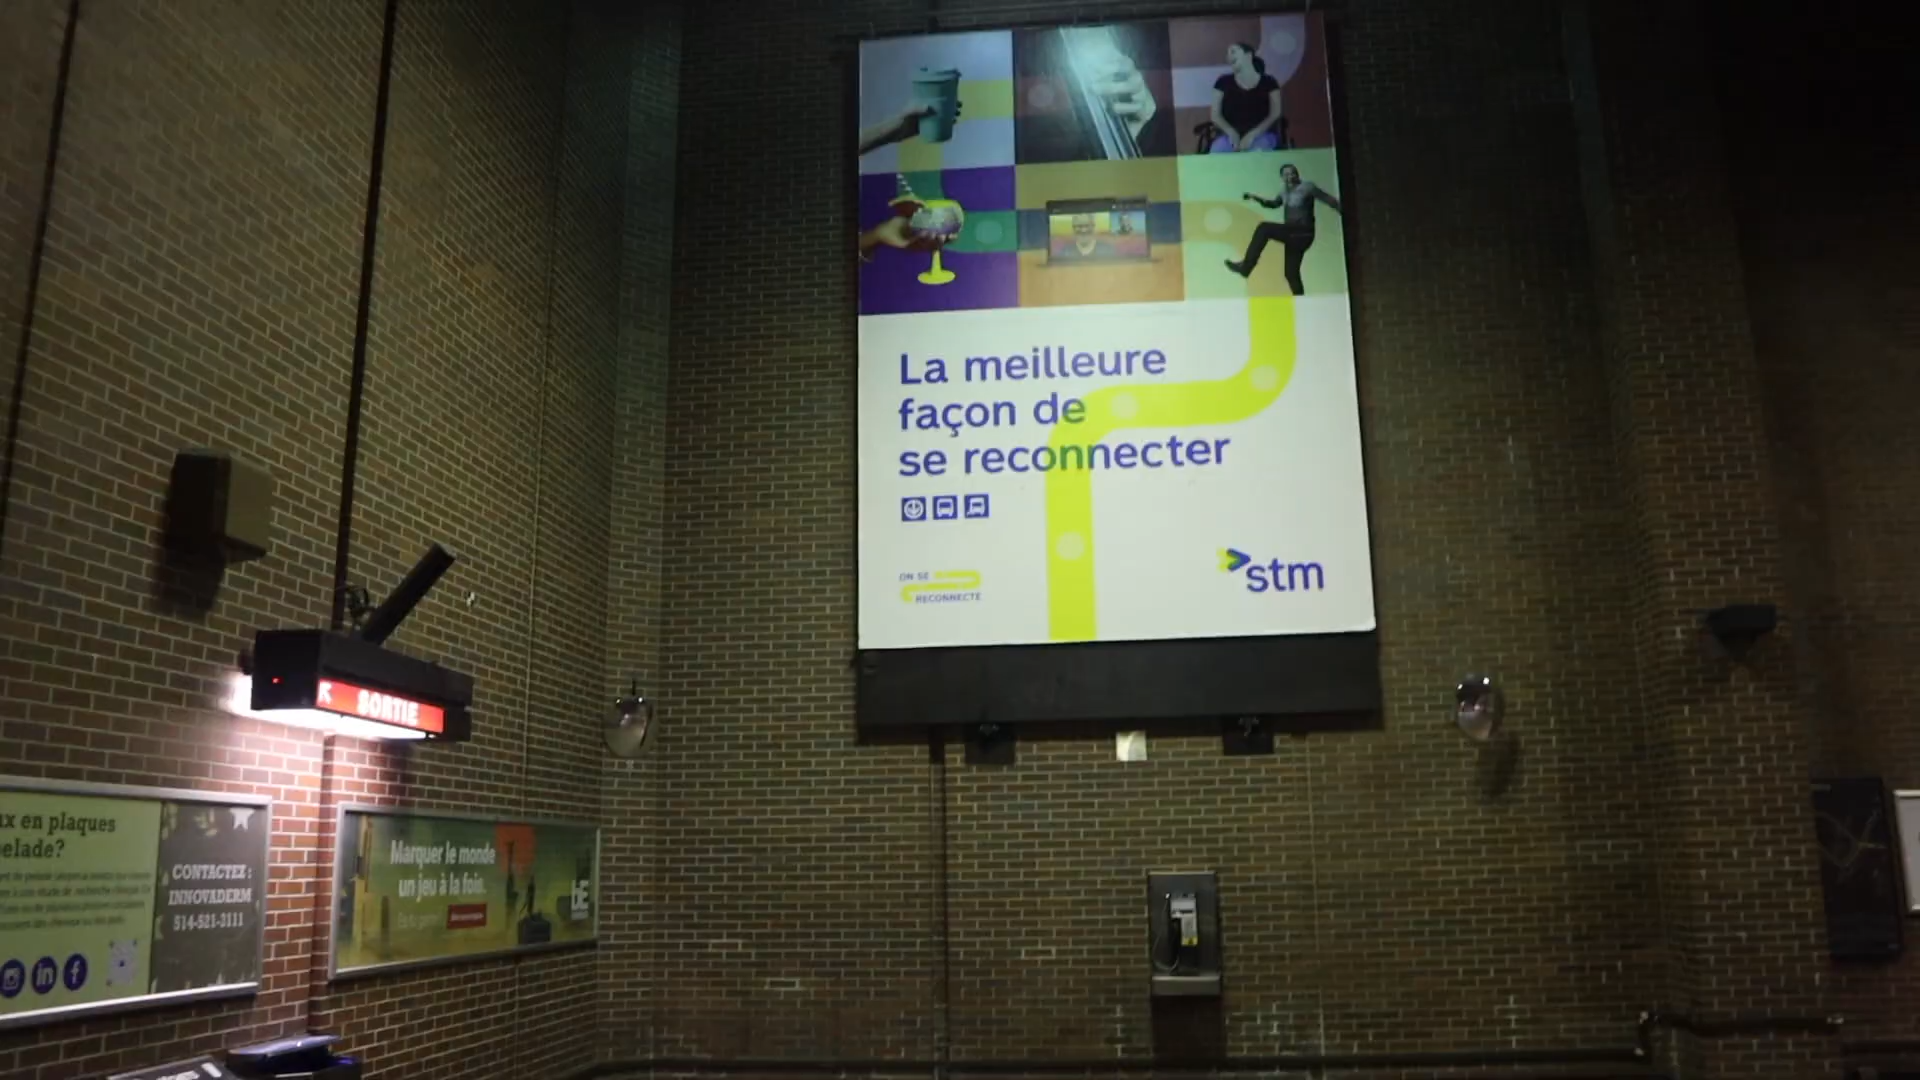 La meilleure
façon de
se reconnecter
ON SE
RECONNECTE
stm
SORTIE
en plaques
CONTACTEZ :
INNOVADERM
514-521-3111
Marquer le monde
un jeu à la fois.
bE